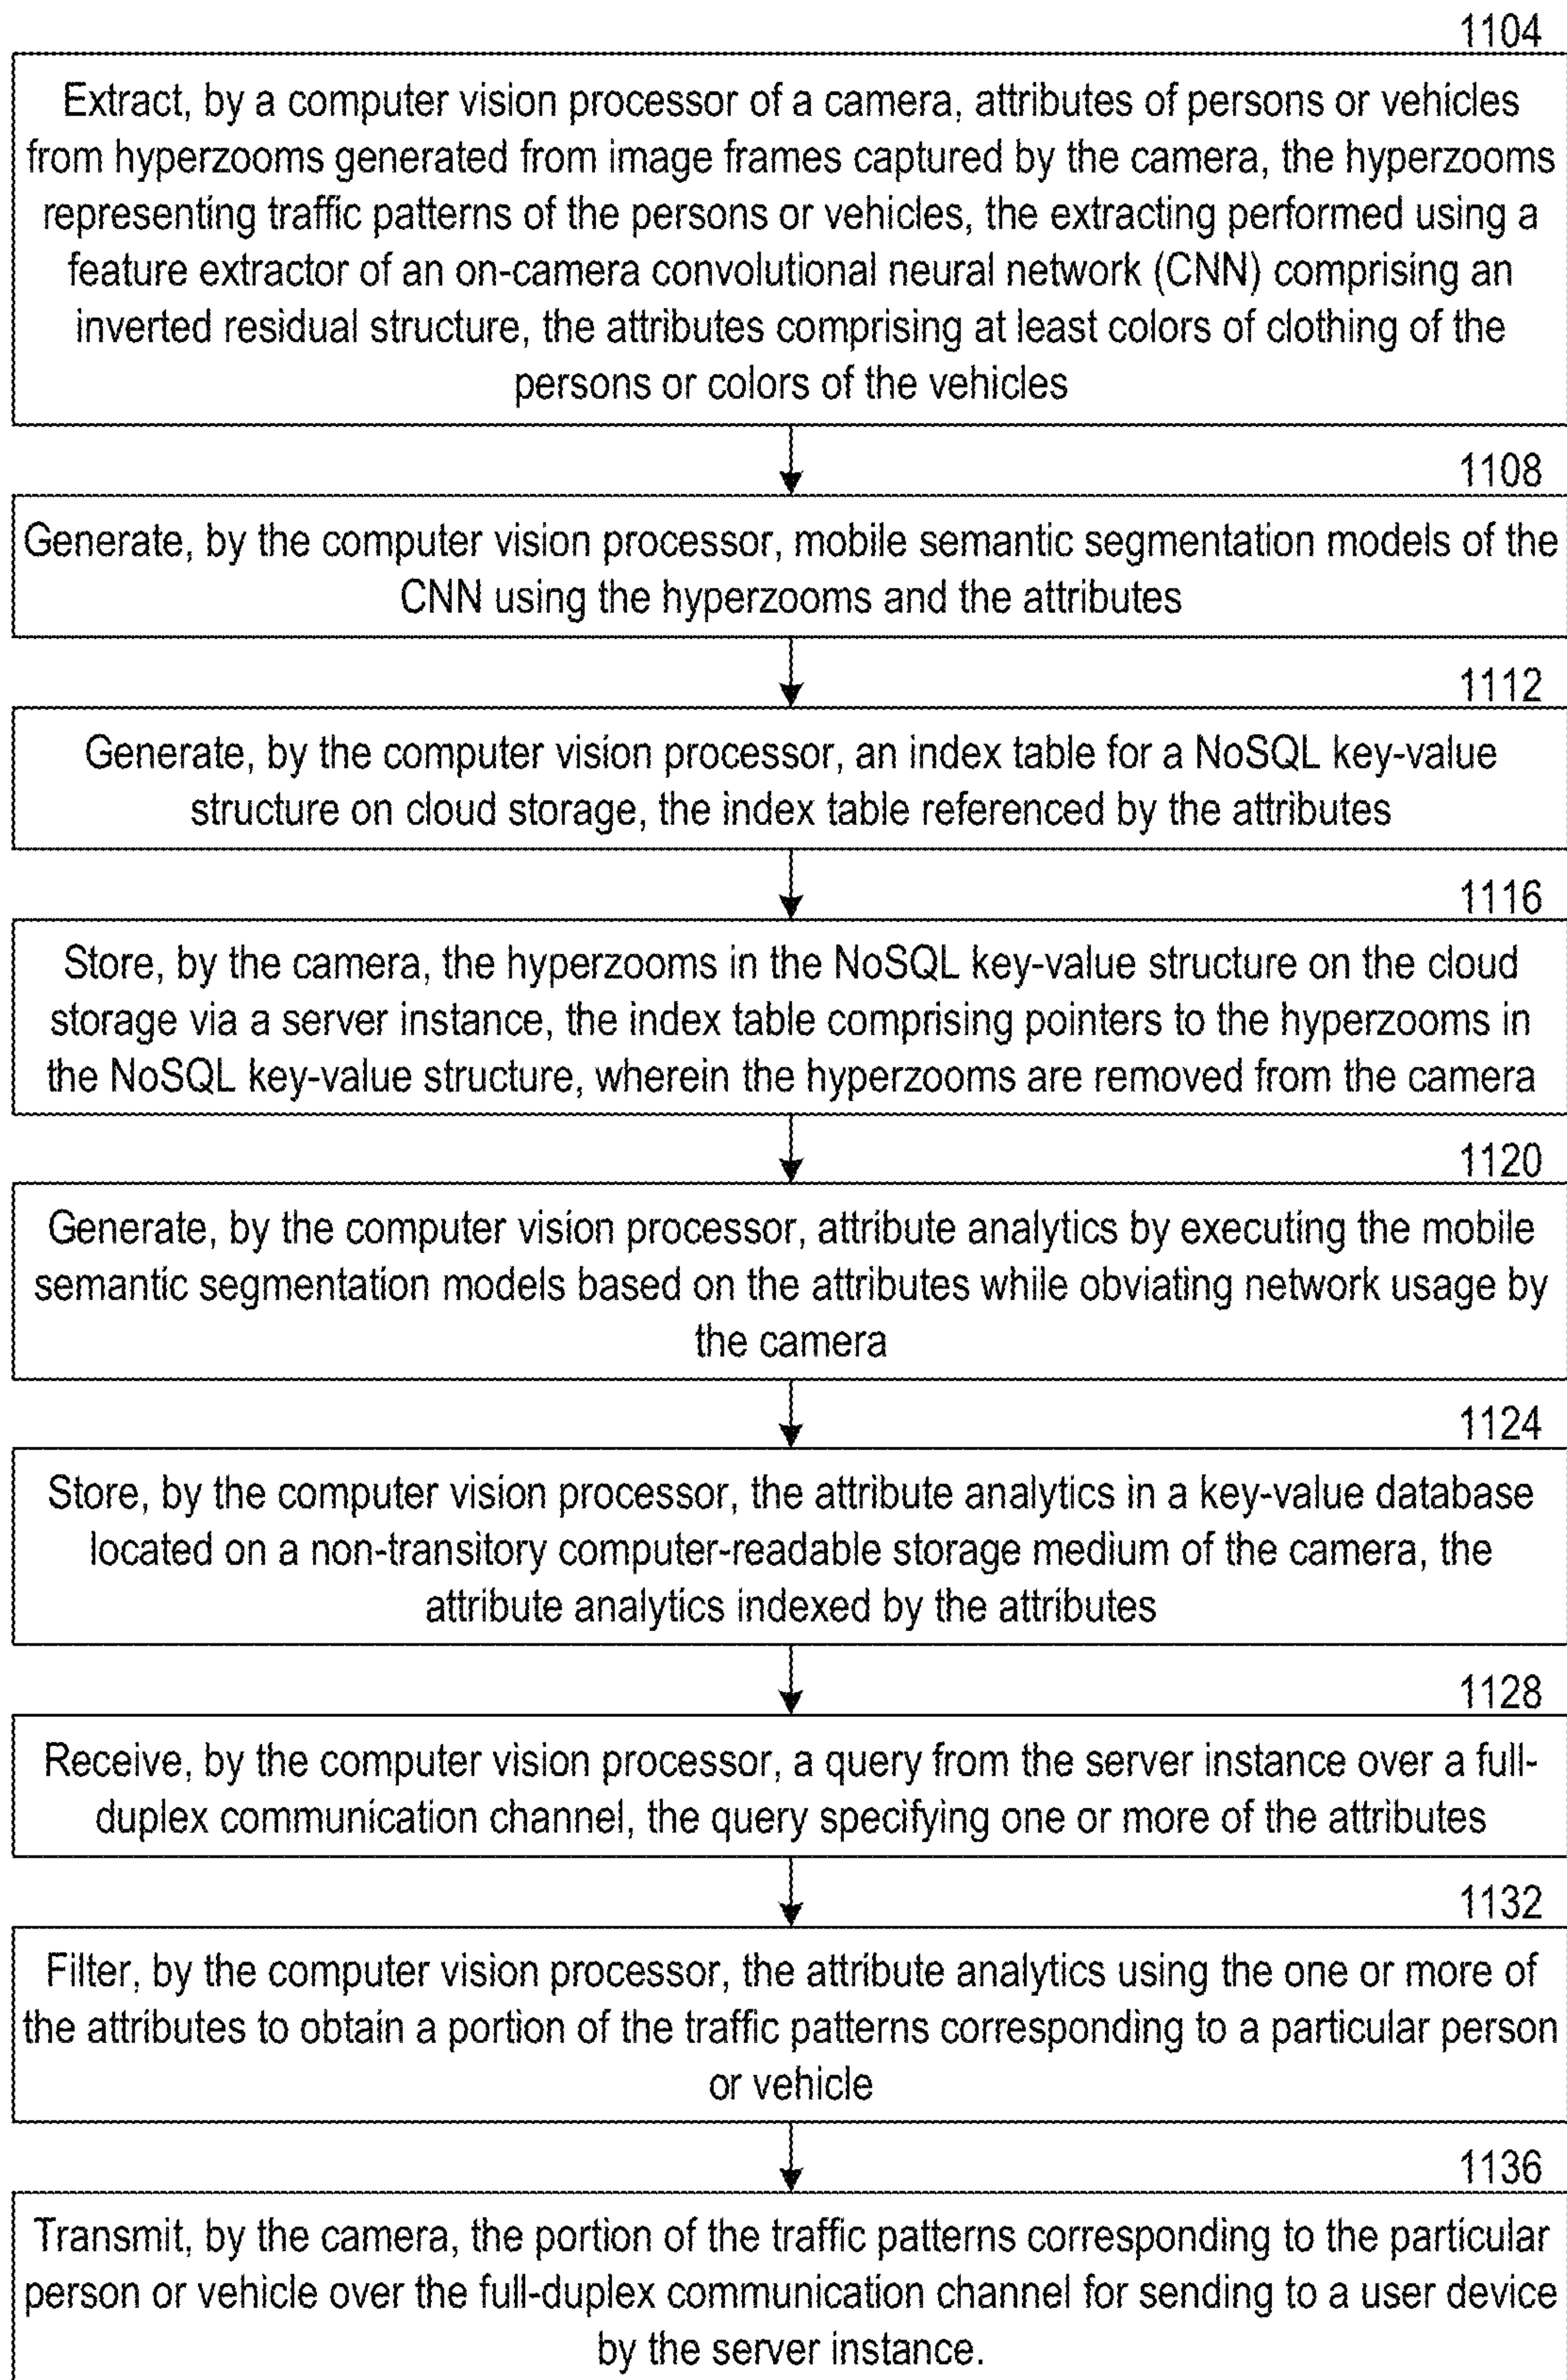 1104
Extract, by a computer vision processor of a camera, attributes of persons or vehicles
from hyperzooms generated from image frames captured by the camera, the hyperzooms
representing traffic patterns of the persons or vehicles, the extracting performed using a
feature extractor of an on-camera convolutional neural network (CNN) comprising an
inverted residual structure, the attributes comprising at least colors of clothing of the
persons or colors of the vehicles
1108
Generate, by the computer vision processor, mobile semantic segmentation models of the
CNN using the hyperzooms and the attributes
1112
Generate, by the computer vision processor, an index table for a NoSQL key-value
structure on cloud storage, the index table referenced by the attributes
1116
Store, by the camera, the hyperzooms in the NoSQL key-value structure on the cloud
storage via a server instance, the index table comprising pointers to the hyperzooms in
the NoSQL key-value structure, wherein the hyperzooms are removed from the camera
1120
Generate, by the computer vision processor, attribute analytics by executing the mobile
semantic segmentation models based on the attributes while obviating network usage by
the camera
1124
Store, by the computer vision processor, the attribute analytics in a key-value database
located on a non-transitory computer-readable storage medium of the camera, the
attribute analytics indexed by the attributes
1128
Receive, by the computer vision processor, a query from the server instance over a full-
duplex communication channel, the query specifying one or more of the attributes
1132
Filter, by the computer vision processor, the attribute analytics using the one or more of
the attributes to obtain a portion of the traffic patterns corresponding to a particular person
or vehicle
1136
Transmit, by the camera, the portion of the traffic patterns corresponding to the particular
person or vehicle over the full-duplex communication channel for sending to a user device
by the server instance.